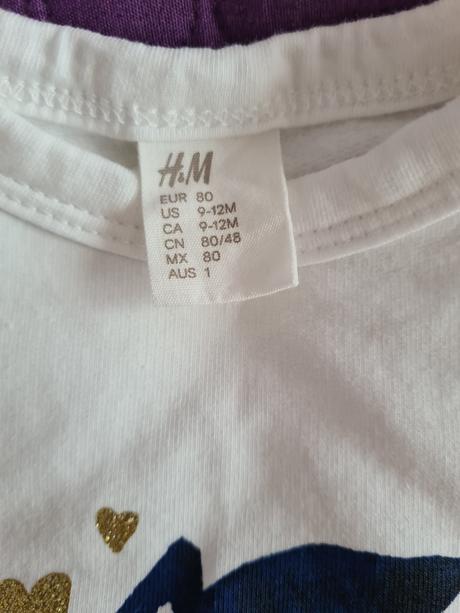 H&M
EUR 80
US 9-12M
CA 9-12M
CN 80/48
MX 80
AUS 1